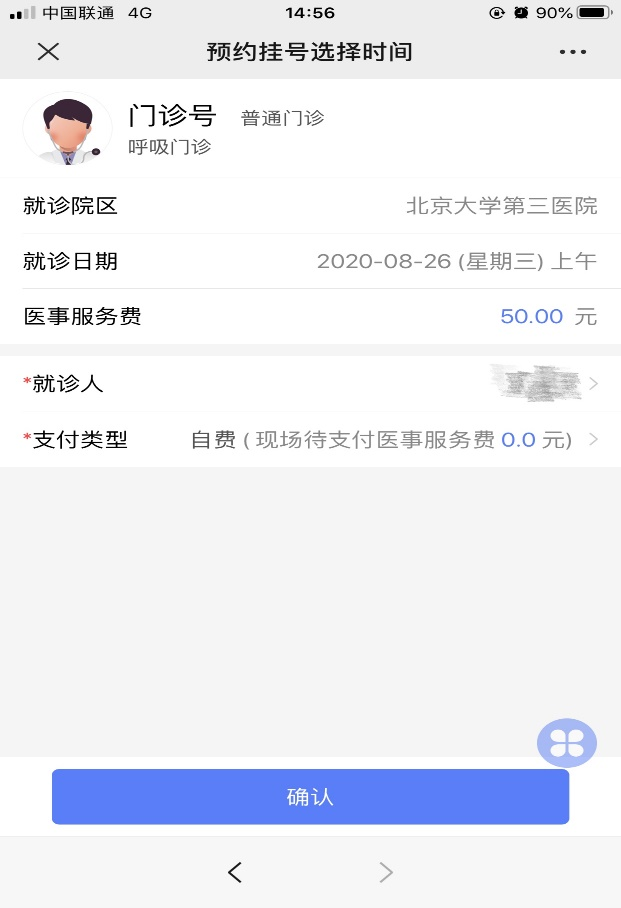 中国联通 4G 14:56 90%
预约挂号选择时间
门诊号 普通门诊
呼吸门诊
就诊院区 北京大学第三医院
就诊日期 2020-08-26 (星期三) 上午
医事服务费 50.00 元
*就诊人
*支付类型 自费 ( 现场待支付医事服务费 0.0 元)
确认